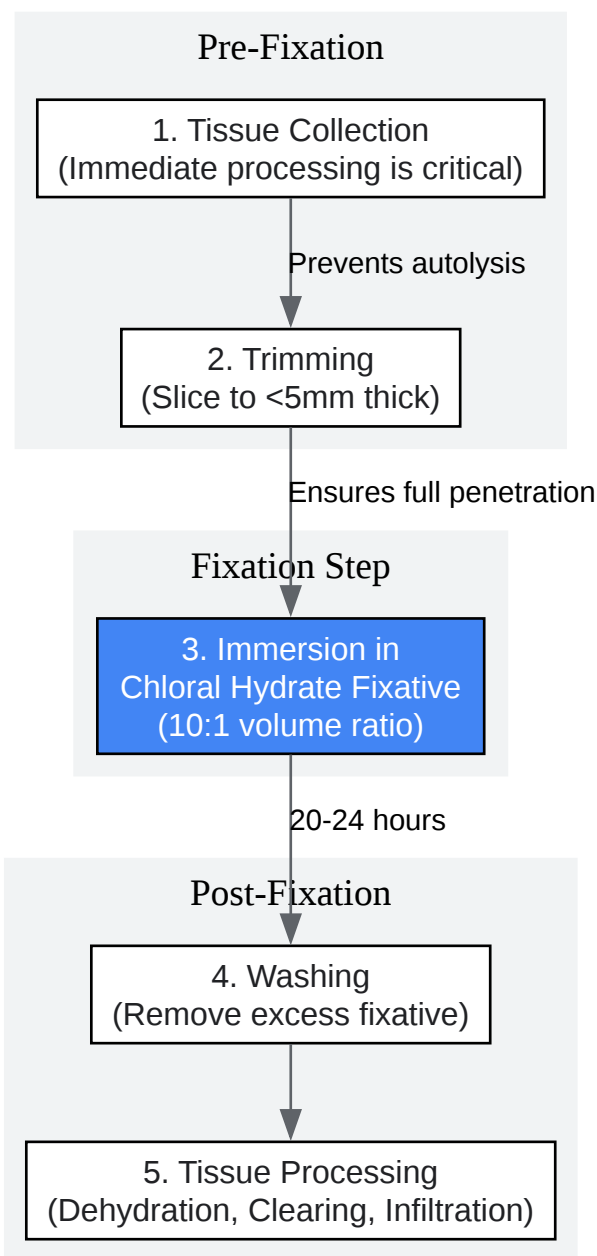 Pre-Fixation
1. Tissue Collection
(Immediate processing is critical)
Prevents autolysis
2. Trimming
(Slice to <5mm thick)
Ensures full penetration
Fixation Step
3. Immersion in
Chloral Hydrate Fixative
(10:1 volume ratio)
20-24 hours
Post-Fixation
4. Washing
(Remove excess fixative)
5. Tissue Processing
(Dehydration, Clearing, Infiltration)